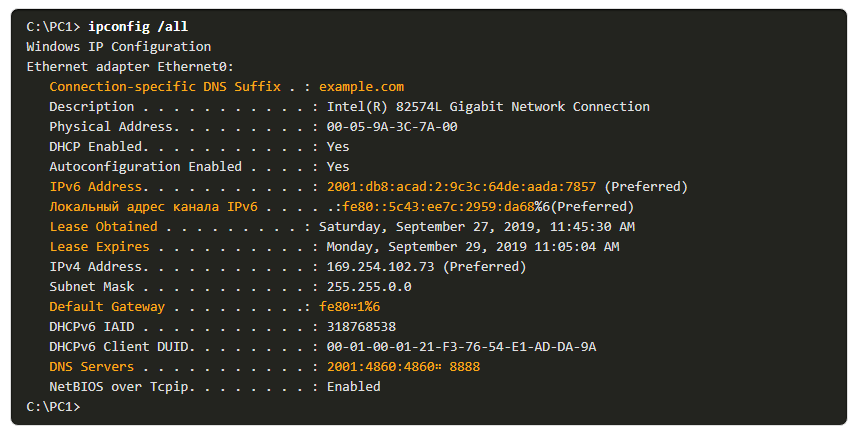 C:\PC1> ipconfig /all
Windows IP Configuration
Ethernet adapter Ethernet0:
Connection-specific DNS Suffix . : example.com
Description . . . . . . . . . . . : Intel(R) 82574L Gigabit Network Connection
Physical Address. . . . . . . . . : 00-05-9A-3C-7A-00
DHCP Enabled. . . . . . . . . . . : Yes
Autoconfiguration Enabled . . . . : Yes
IPv6 Address. . . . . . . . . . . : 2001:db8:acad:2:9c3c:64de:aada:7857 (Preferred)
Локальный адрес канала IPv6 . . . . .:fe80::5c43:ee7c:2959:da68%6(Preferred)
Lease Obtained . . . . . . . . . : Saturday, September 27, 2019, 11:45:30 AM
Lease Expires . . . . . . . . . . : Monday, September 29, 2019 11:05:04 AM
IPv4 Address. . . . . . . . . . . : 169.254.102.73 (Preferred)
Subnet Mask . . . . . . . . . . . : 255.255.0.0
Default Gateway . . . . . . . . .: fe80::1%6
DHCPv6 IAID . . . . . . . . . . . : 318768538
DHCPv6 Client DUID. . . . . . . . : 00-01-00-01-21-F3-76-54-E1-AD-DA-9A
DNS Servers . . . . . . . . . . . : 2001:4860:4860:: 8888
NetBIOS over Tcpip. . . . . . . . : Enabled
C:\PC1>